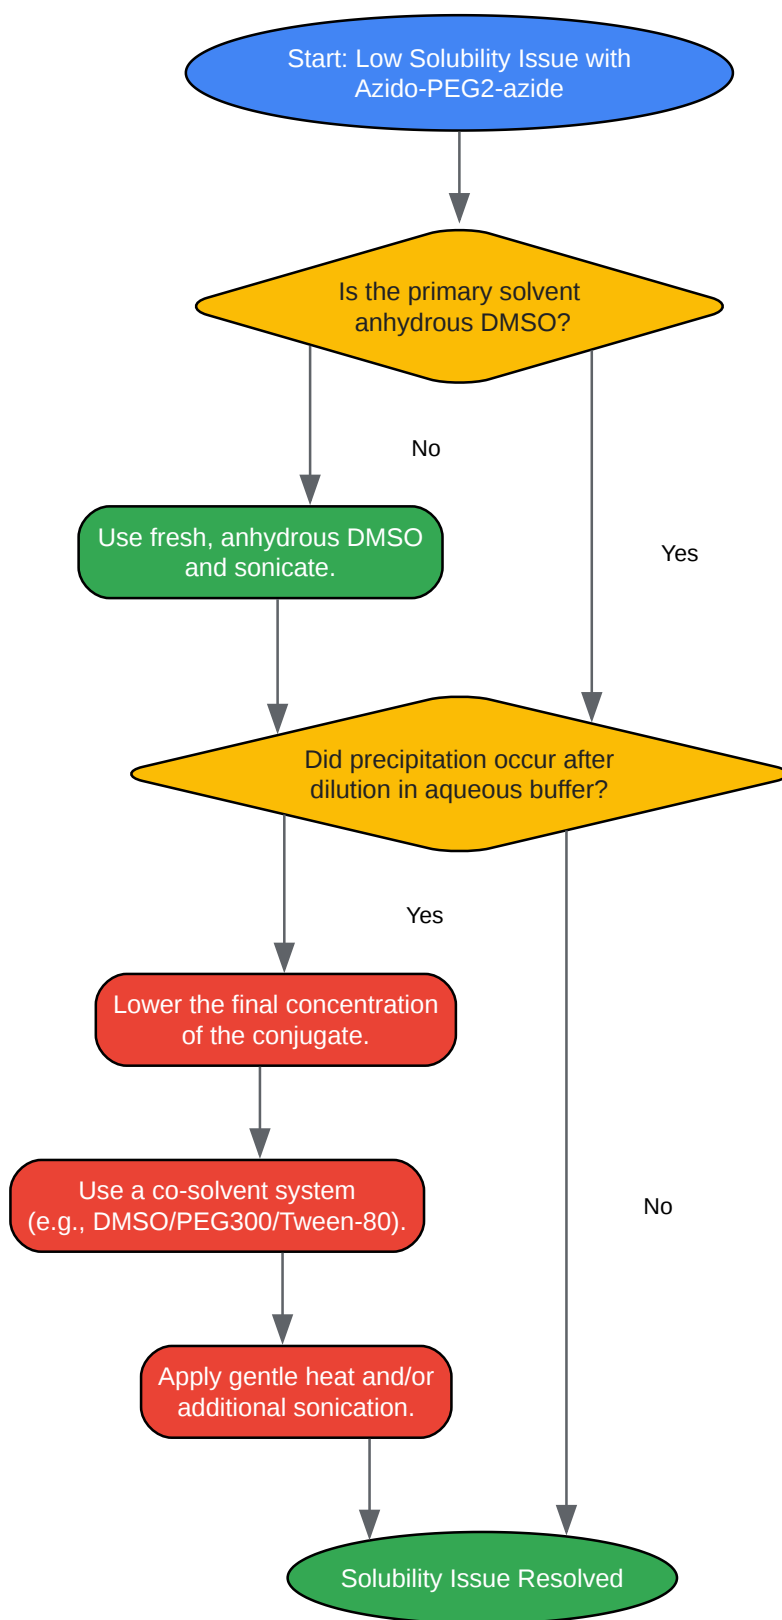 Start: Low Solubility Issue with
Azido-PEG2-azide
Is the primary solvent
anhydrous DMSO?
No
Use fresh, anhydrous DMSO
and sonicate.
Yes
Did precipitation occur after
dilution in aqueous buffer?
Yes
Lower the final concentration
of the conjugate.
Use a co-solvent system
(e.g., DMSO/PEG300/Tween-80).
No
Apply gentle heat and/or
additional sonication.
Solubility Issue Resolved